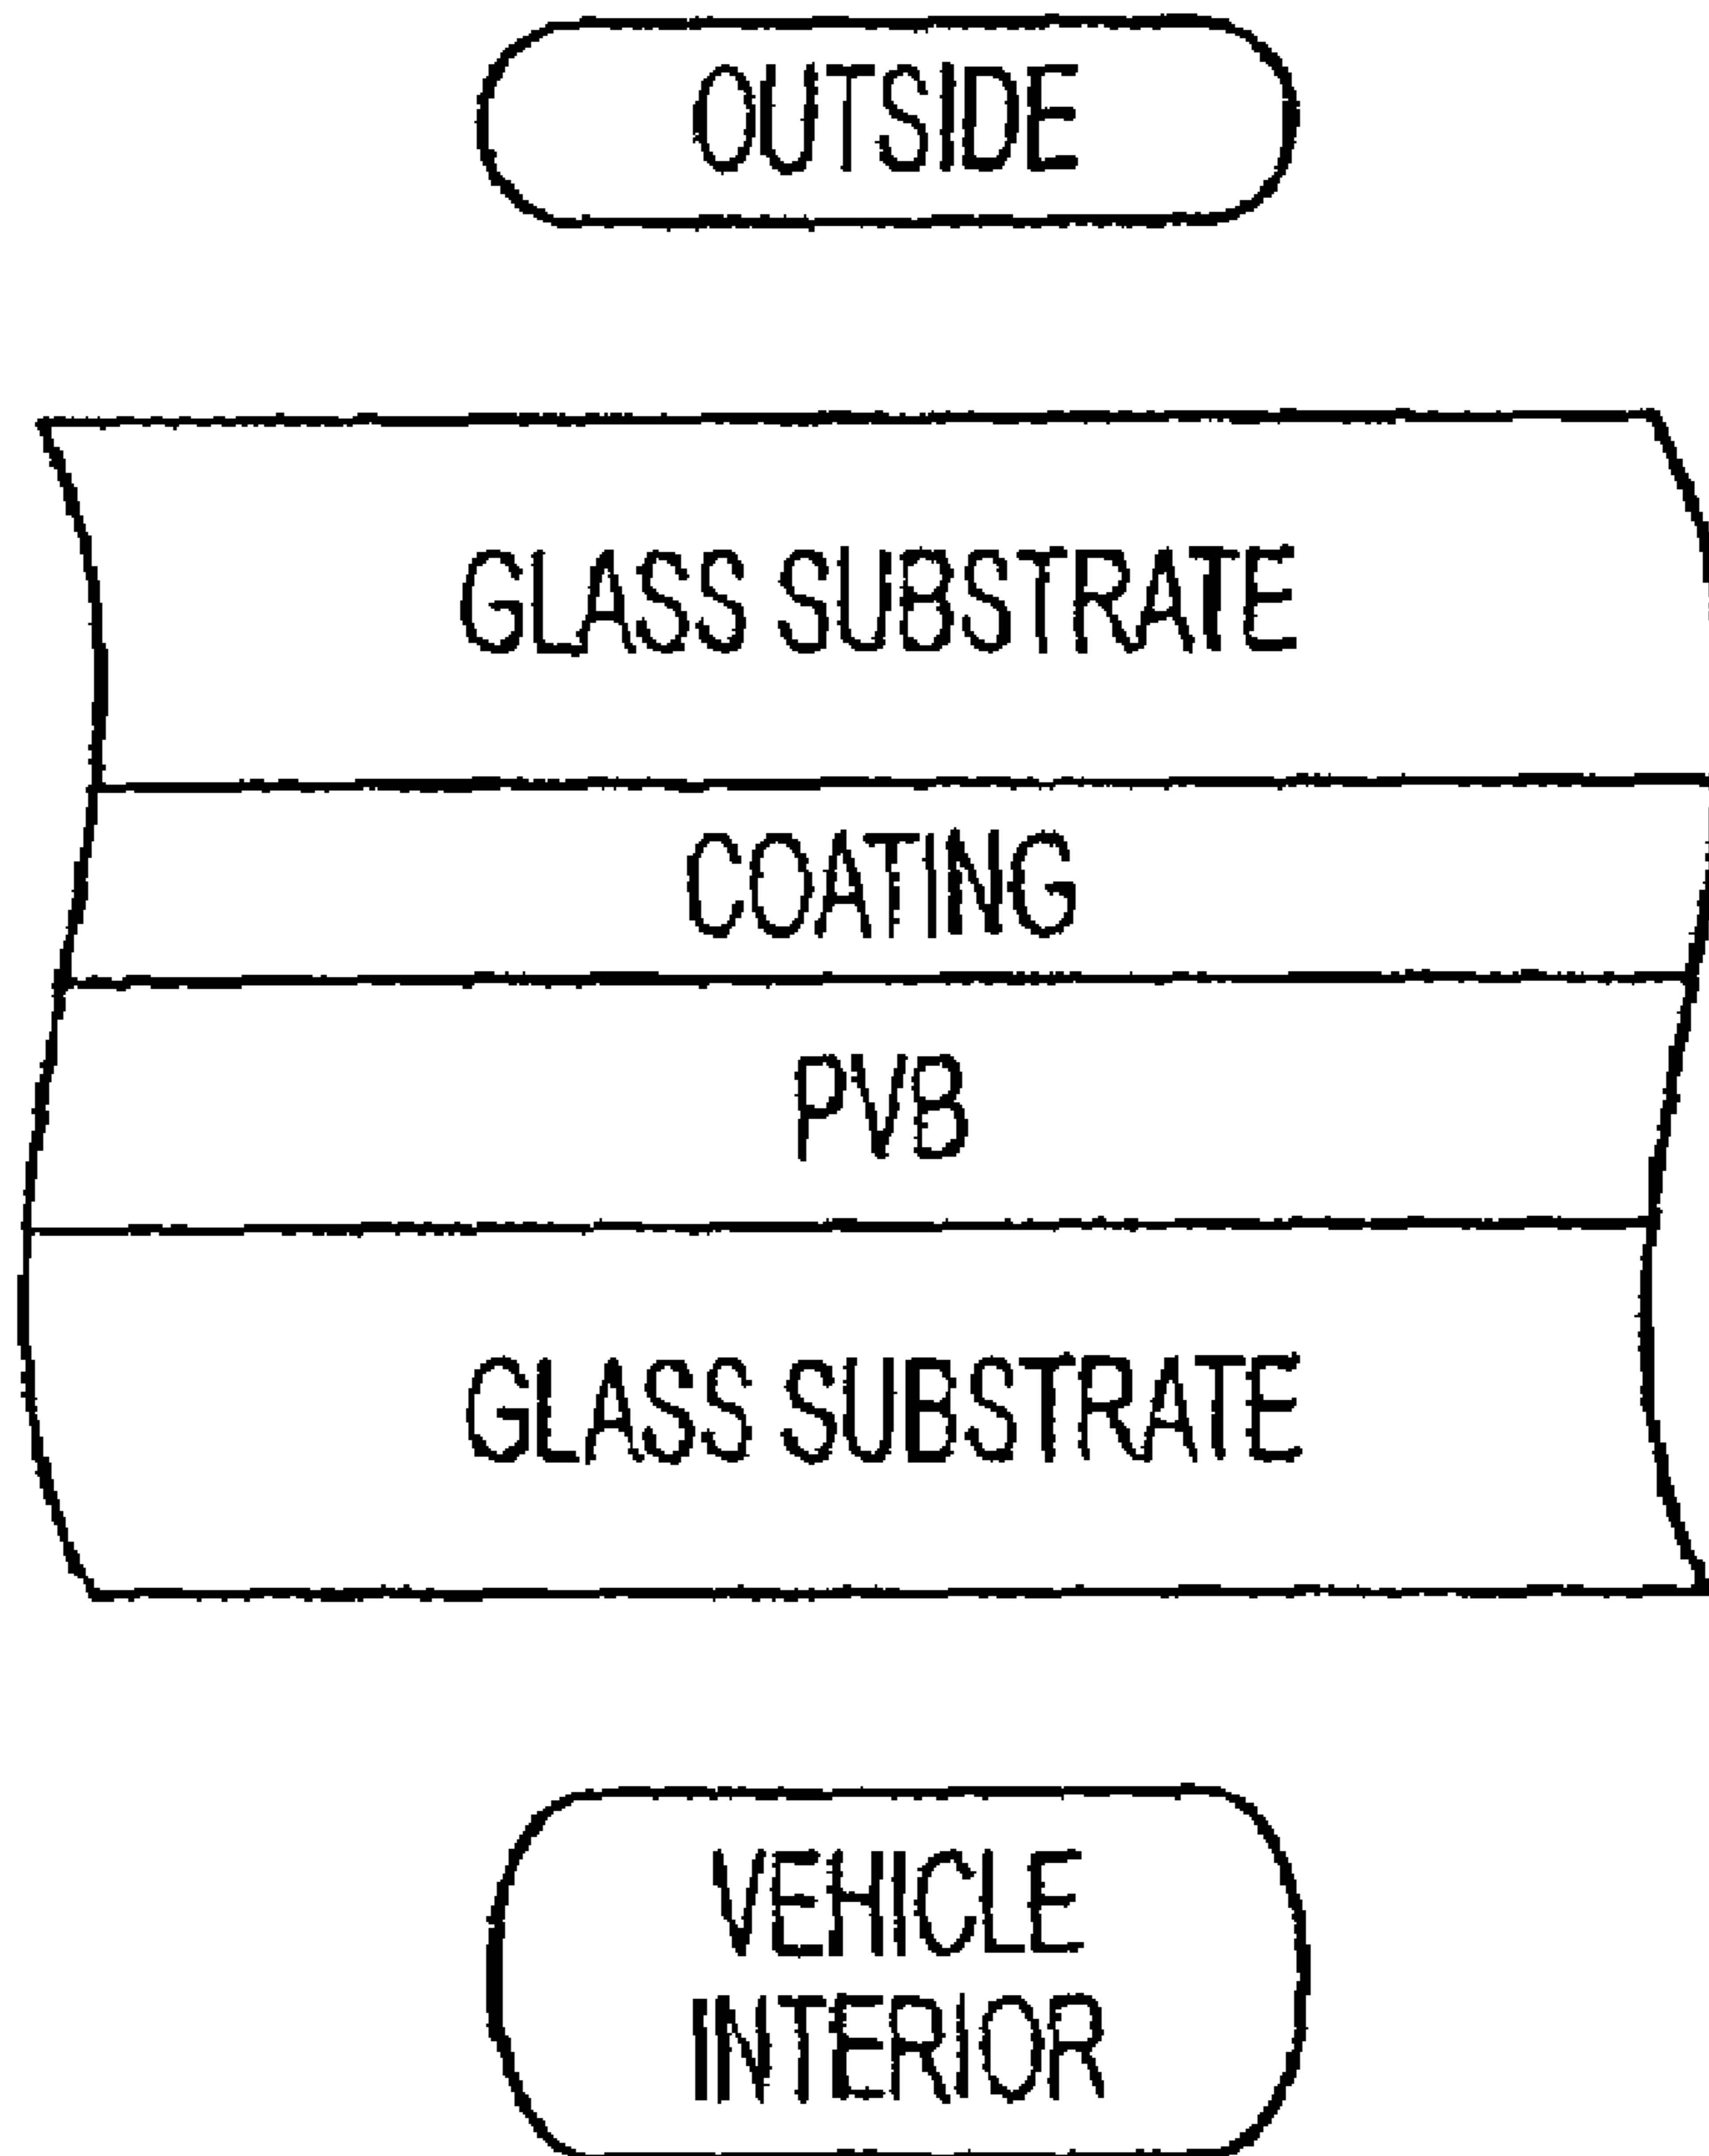 OUTSIDE
GLASS SUBSTRATE
COATING
PVB
GLASS SUBSTRATE
VEHICLE
INTERIOR